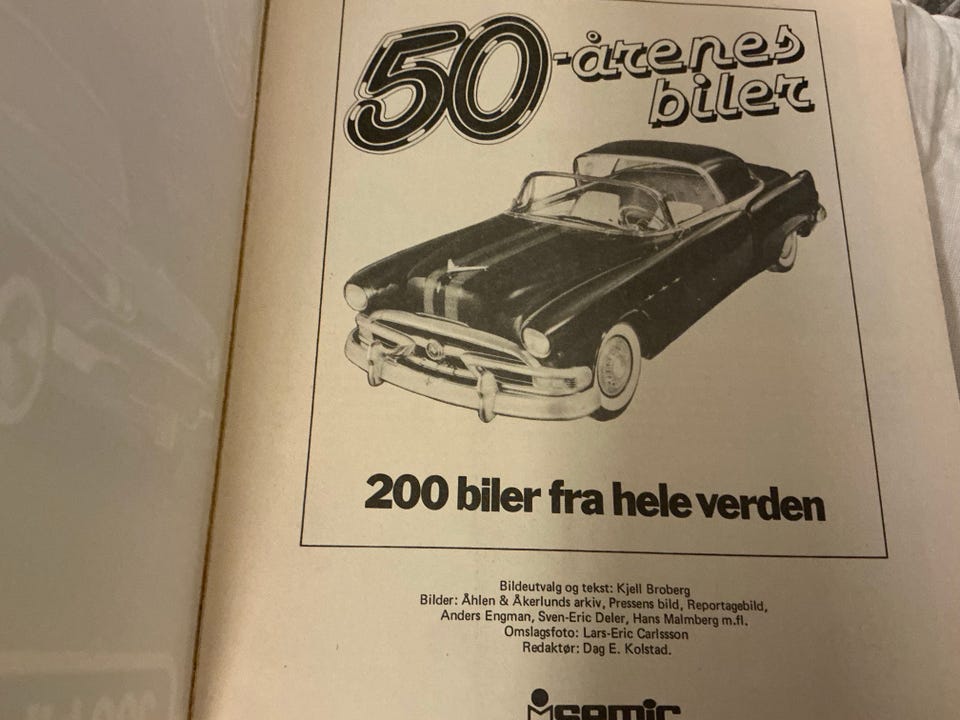 50-årenes
biler
200 biler fra hele verden
Bildeutvalg og tekst: Kjell Broberg
Bilder: Åhlen & Åkerlunds arkiv, Pressens bild, Reportagebild,
Anders Engman, Sven-Eric Deler, Hans Malmberg m.fl.
Omslagsfoto: Lars-Eric Carlssson
Redaktør: Dag E. Kolstad.
semic